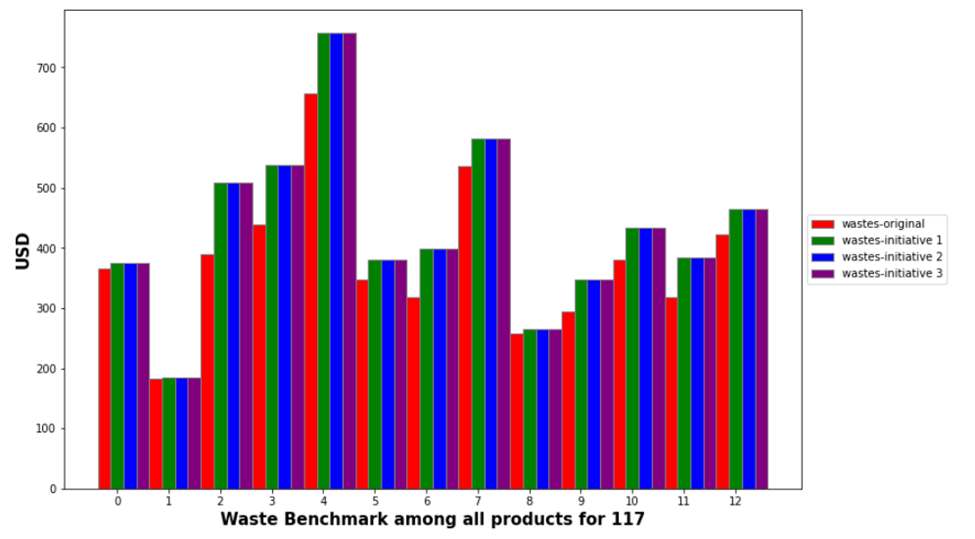 700
600
500
400
300
200
100
0
USD
0 1 2 3 4 5 6 7 8 9 10 11 12
Waste Benchmark among all products for 117
wastes-original
wastes-initiative 1
wastes-initiative 2
wastes-initiative 3